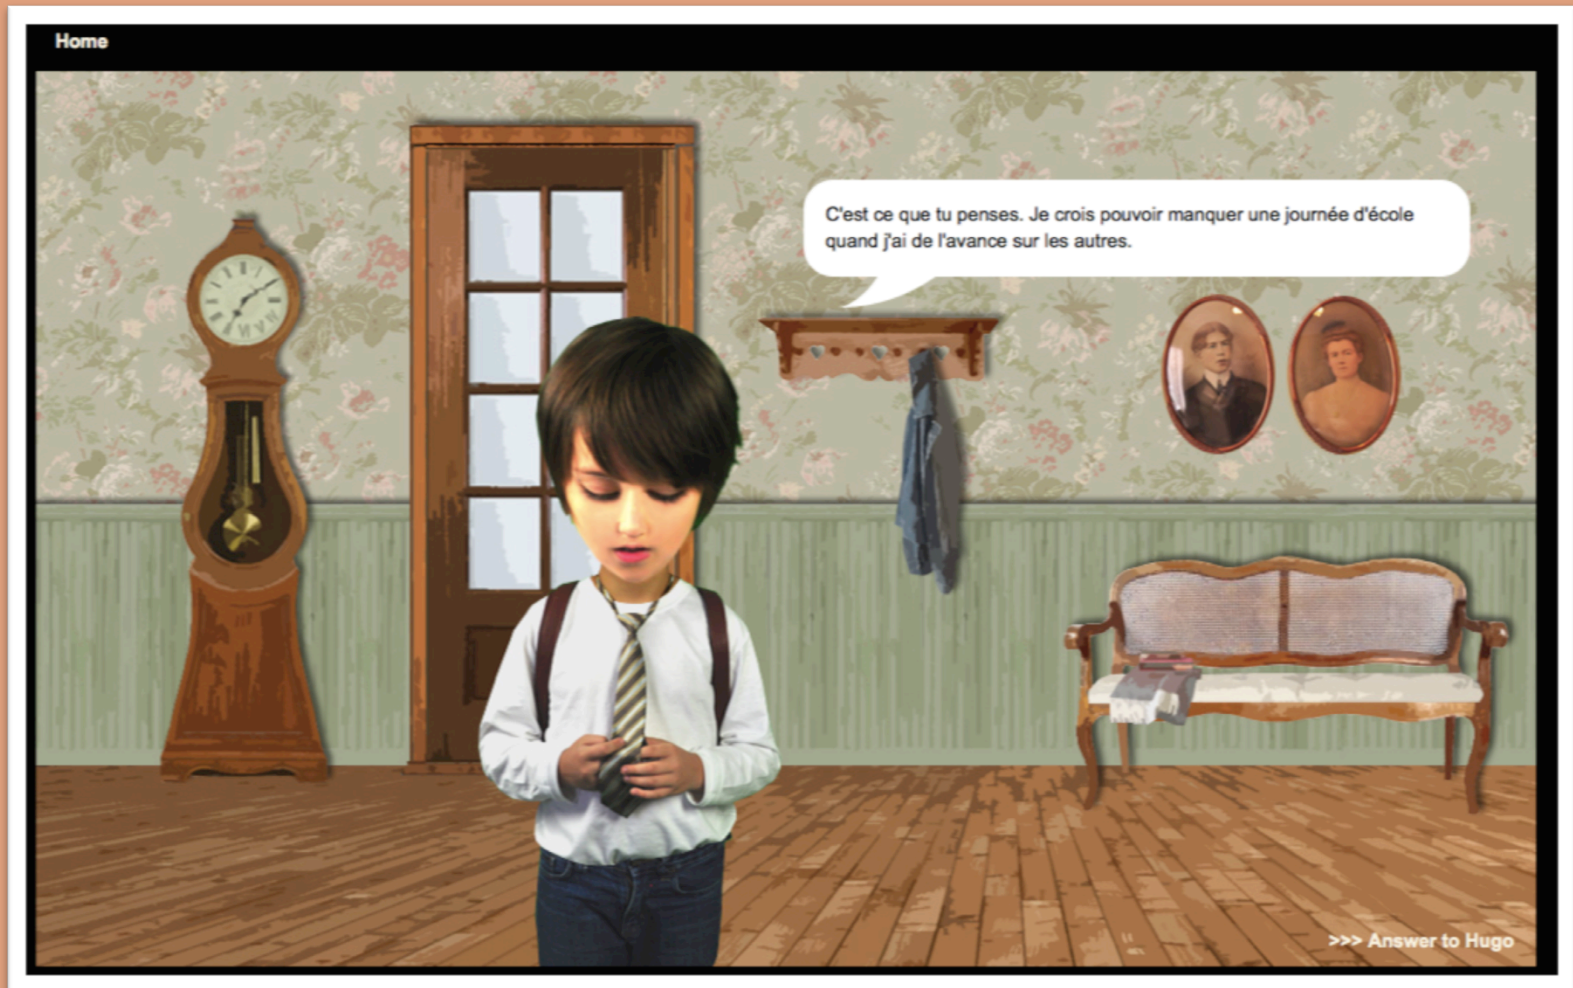 Home
C'est ce que tu penses. Je crois pouvoir manquer une journée d'école
quand j'ai de l'avance sur les autres.
>>> Answer to Hugo